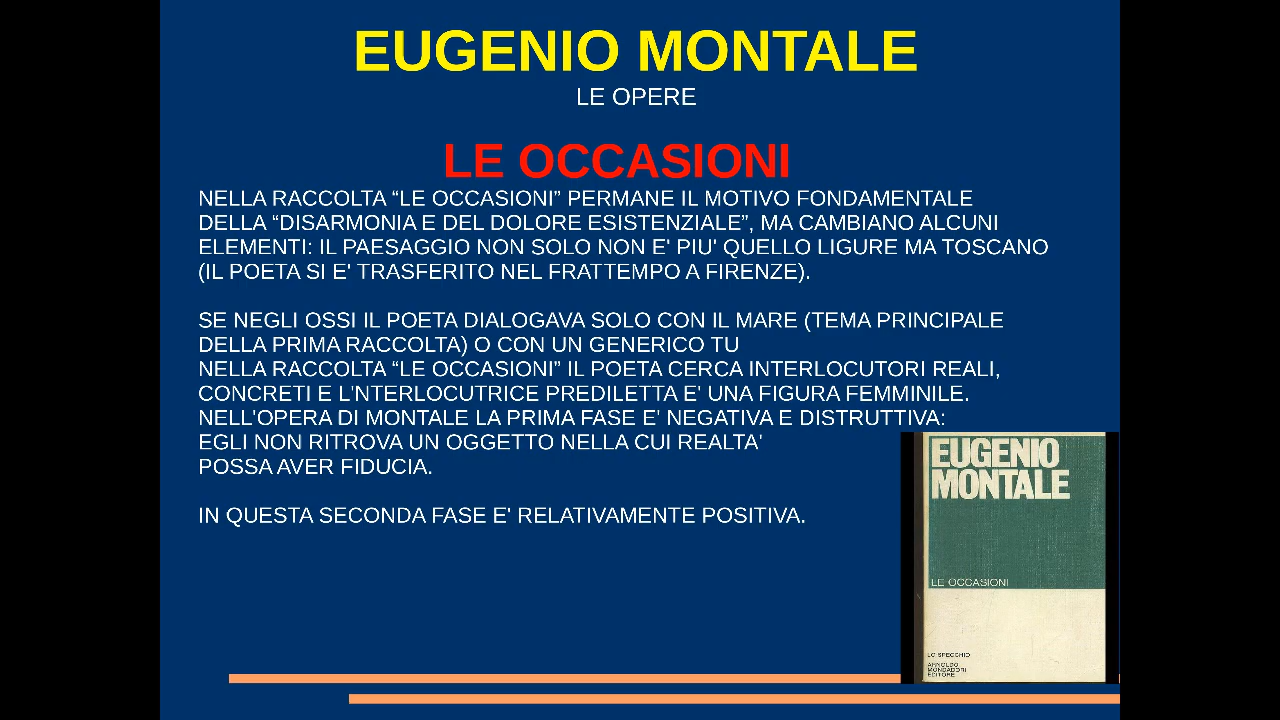 EUGENIO MONTALE
LE OPERE
LE OCCASIONI
NELLA RACCOLTA “LE OCCASIONI” PERMANE IL MOTIVO FONDAMENTALE
DELLA “DISARMONIA E DEL DOLORE ESISTENZIALE”, MA CAMBIANO ALCUNI
ELEMENTI: IL PAESAGGIO NON SOLO NON E' PIU' QUELLO LIGURE MA TOSCANO
(IL POETA SI E' TRASFERITO NEL FRATTEMPO A FIRENZE).
SE NEGLI OSSI IL POETA DIALOGAVA SOLO CON IL MARE (TEMA PRINCIPALE
DELLA PRIMA RACCOLTA) O CON UN GENERICO TU
NELLA RACCOLTA “LE OCCASIONI” IL POETA CERCA INTERLOCUTORI REALI,
CONCRETI E L'NTERLOCUTRICE PREDILETTA E' UNA FIGURA FEMMINILE.
NELL'OPERA DI MONTALE LA PRIMA FASE E' NEGATIVA E DISTRUTTIVA:
EGLI NON RITROVA UN OGGETTO NELLA CUI REALTA'
POSSA AVER FIDUCIA.
IN QUESTA SECONDA FASE E' RELATIVAMENTE POSITIVA.
EUGENIO
MONTALE
LE OCCASIONI
LO SPECCHIO
ARNOLDO
MONDADORI
EDITORE